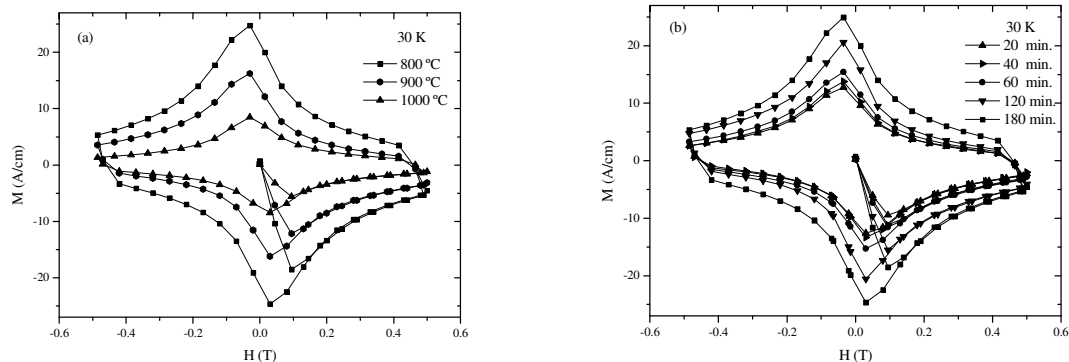 (a)
30 K
800 ºC
900 ºC
1000 ºC
M (A/cm)
20
10
0
-10
-20
-0.6 -0.4 -0.2 0.0 0.2 0.4 0.6
H (T)
(b)
30 K
20 min.
40 min.
60 min.
120 min.
180 min.
M (A/cm)
20
10
0
-10
-20
-0.6 -0.4 -0.2 0.0 0.2 0.4 0.6
H (T)